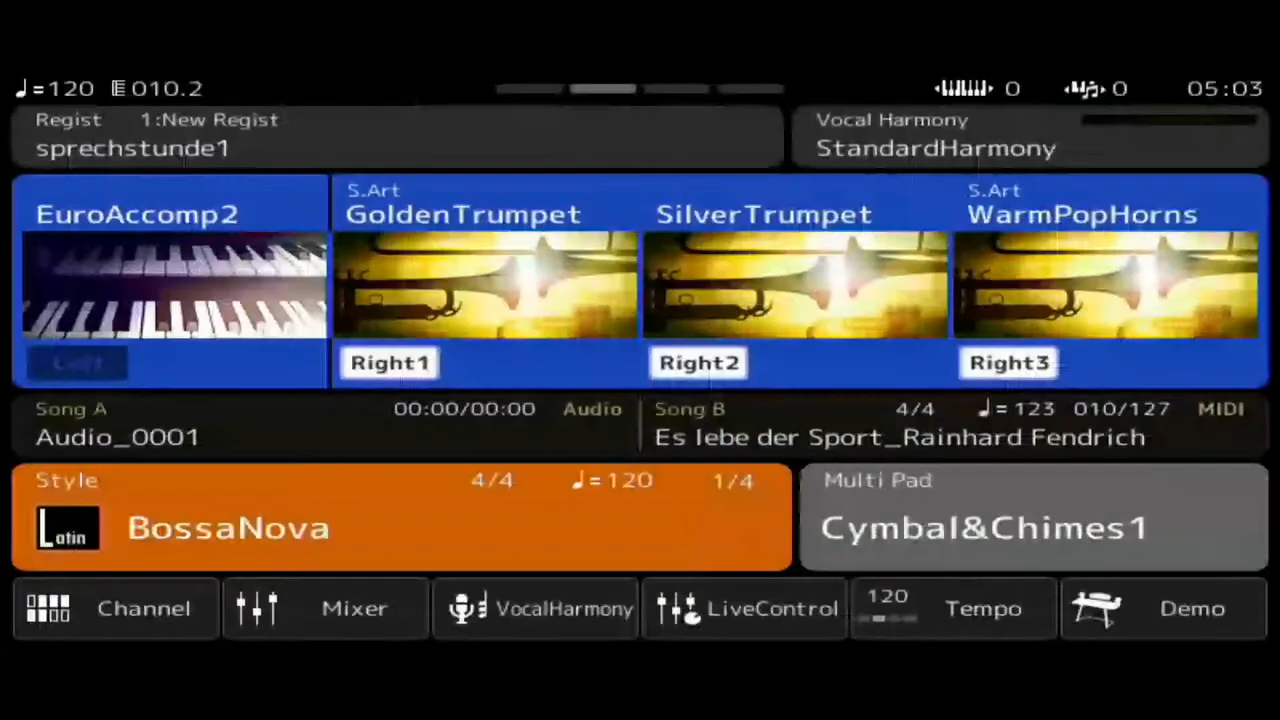 ♩=120 010.2 0 0 05:03
Regist 1:New Regist
sprechstunde1
Vocal Harmony
StandardHarmony
EuroAccomp2
Left
S.Art
GoldenTrumpet
Right1
SilverTrumpet
Right2
S.Art
WarmPopHorns
Right3
Song A 00:00/00:00 Audio
Audio_0001
Song B 4/4 ♩=123 010/127 MIDI
Es lebe der Sport_Rainhard Fendrich
Style 4/4 ♩=120 1/4
Latin
BossaNova
Multi Pad
Cymbal&Chimes1
Channel
Mixer
VocalHarmony
LiveControl
120
Tempo
Demo